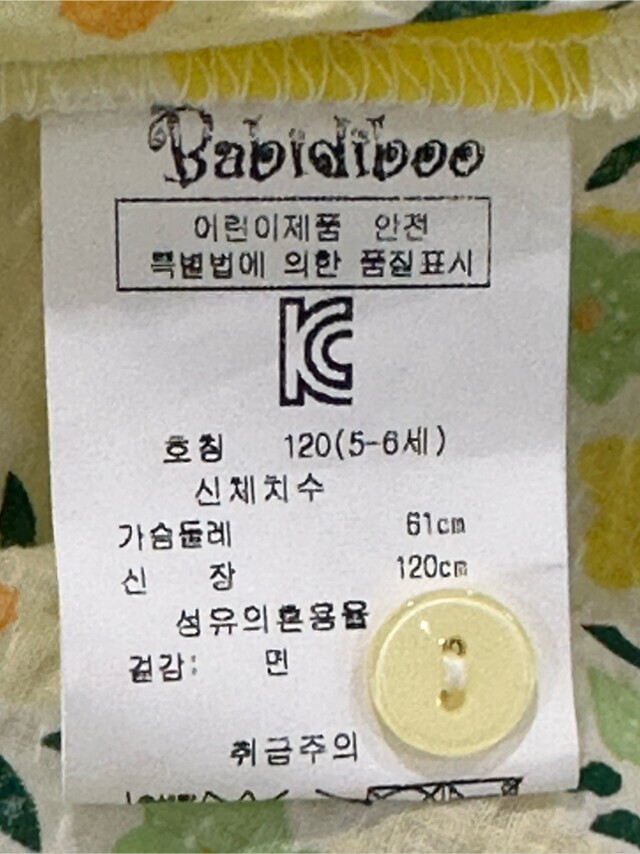 Babidiboo
어린이제품 안전
특별법에 의한 품질표시
KC
호칭 120(5-6세)
신체치수
가슴둘레 61cm
신 장 120cm
섬유의혼용율
겉감: 면
취급주의